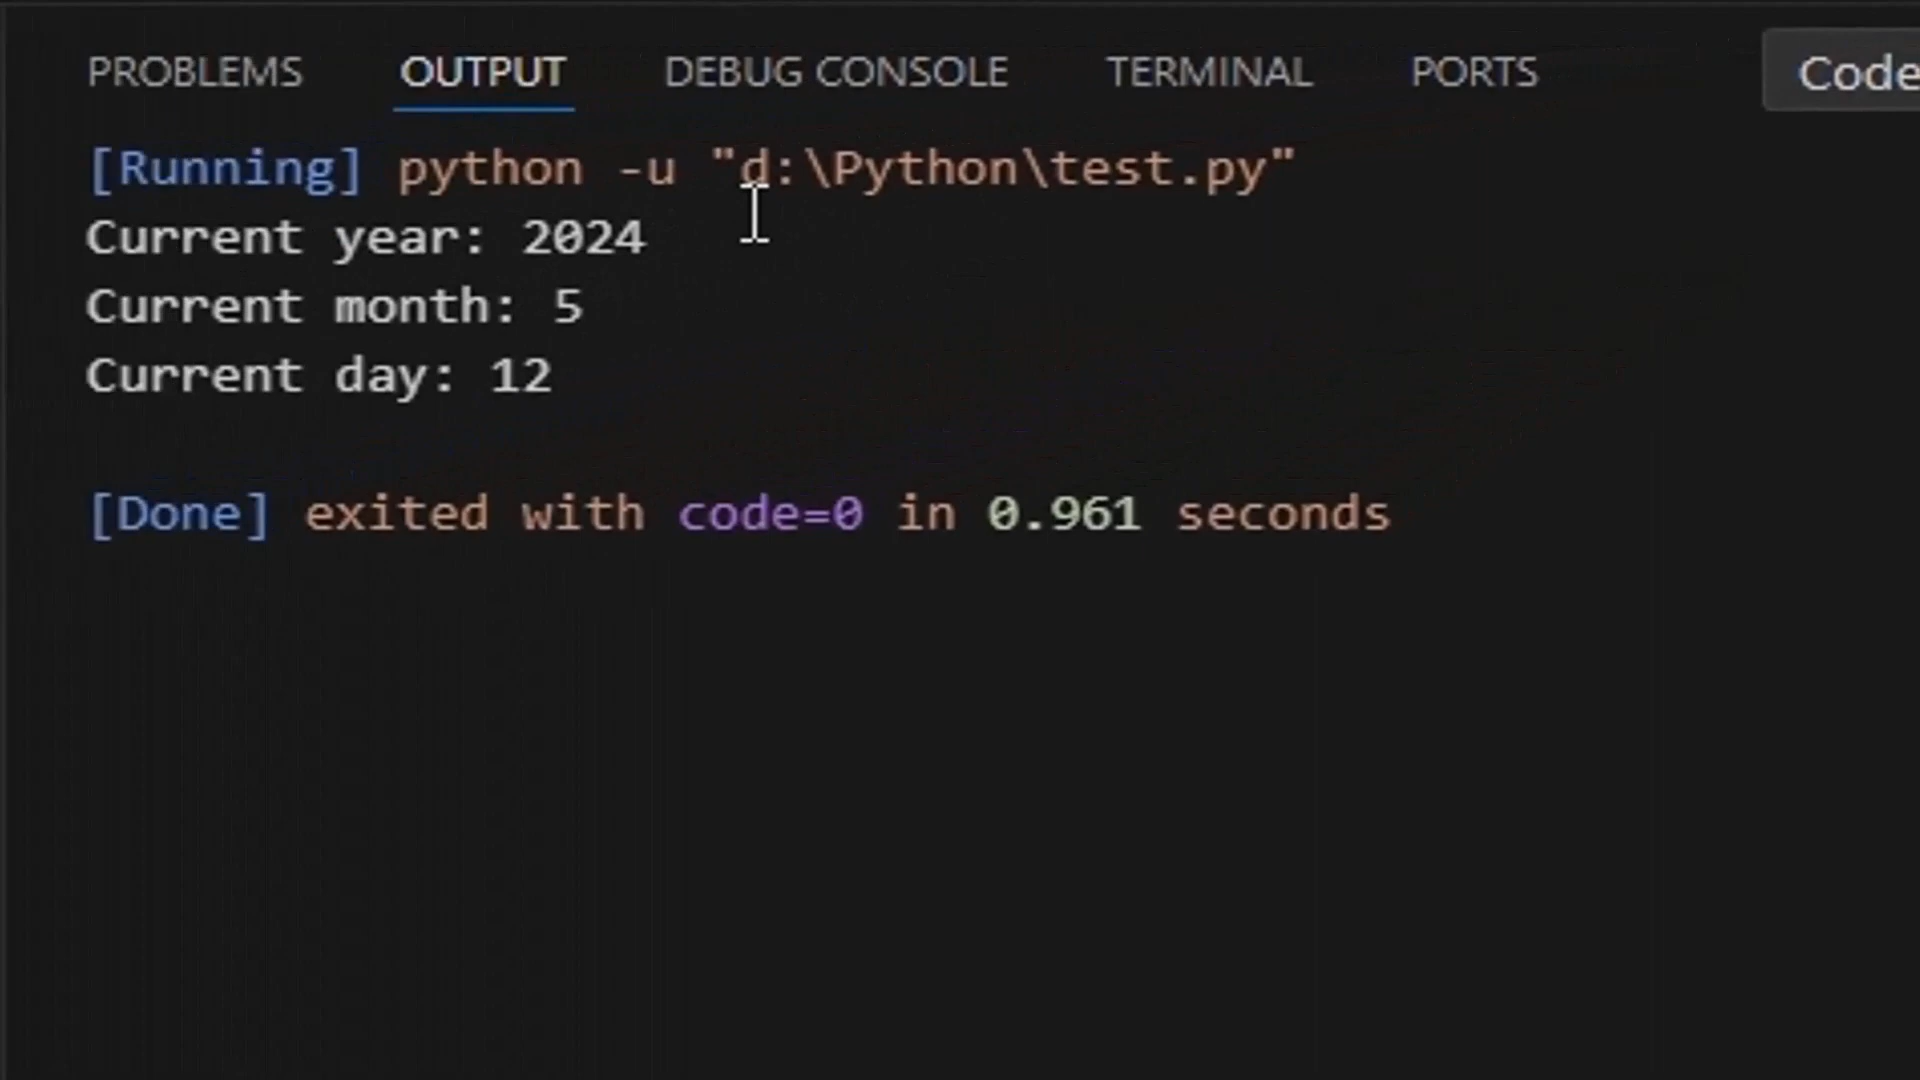 PROBLEMS OUTPUT DEBUG CONSOLE TERMINAL PORTS Code
[Running] python -u "d:\Python\test.py"
Current year: 2024
Current month: 5
Current day: 12
[Done] exited with code=0 in 0.961 seconds